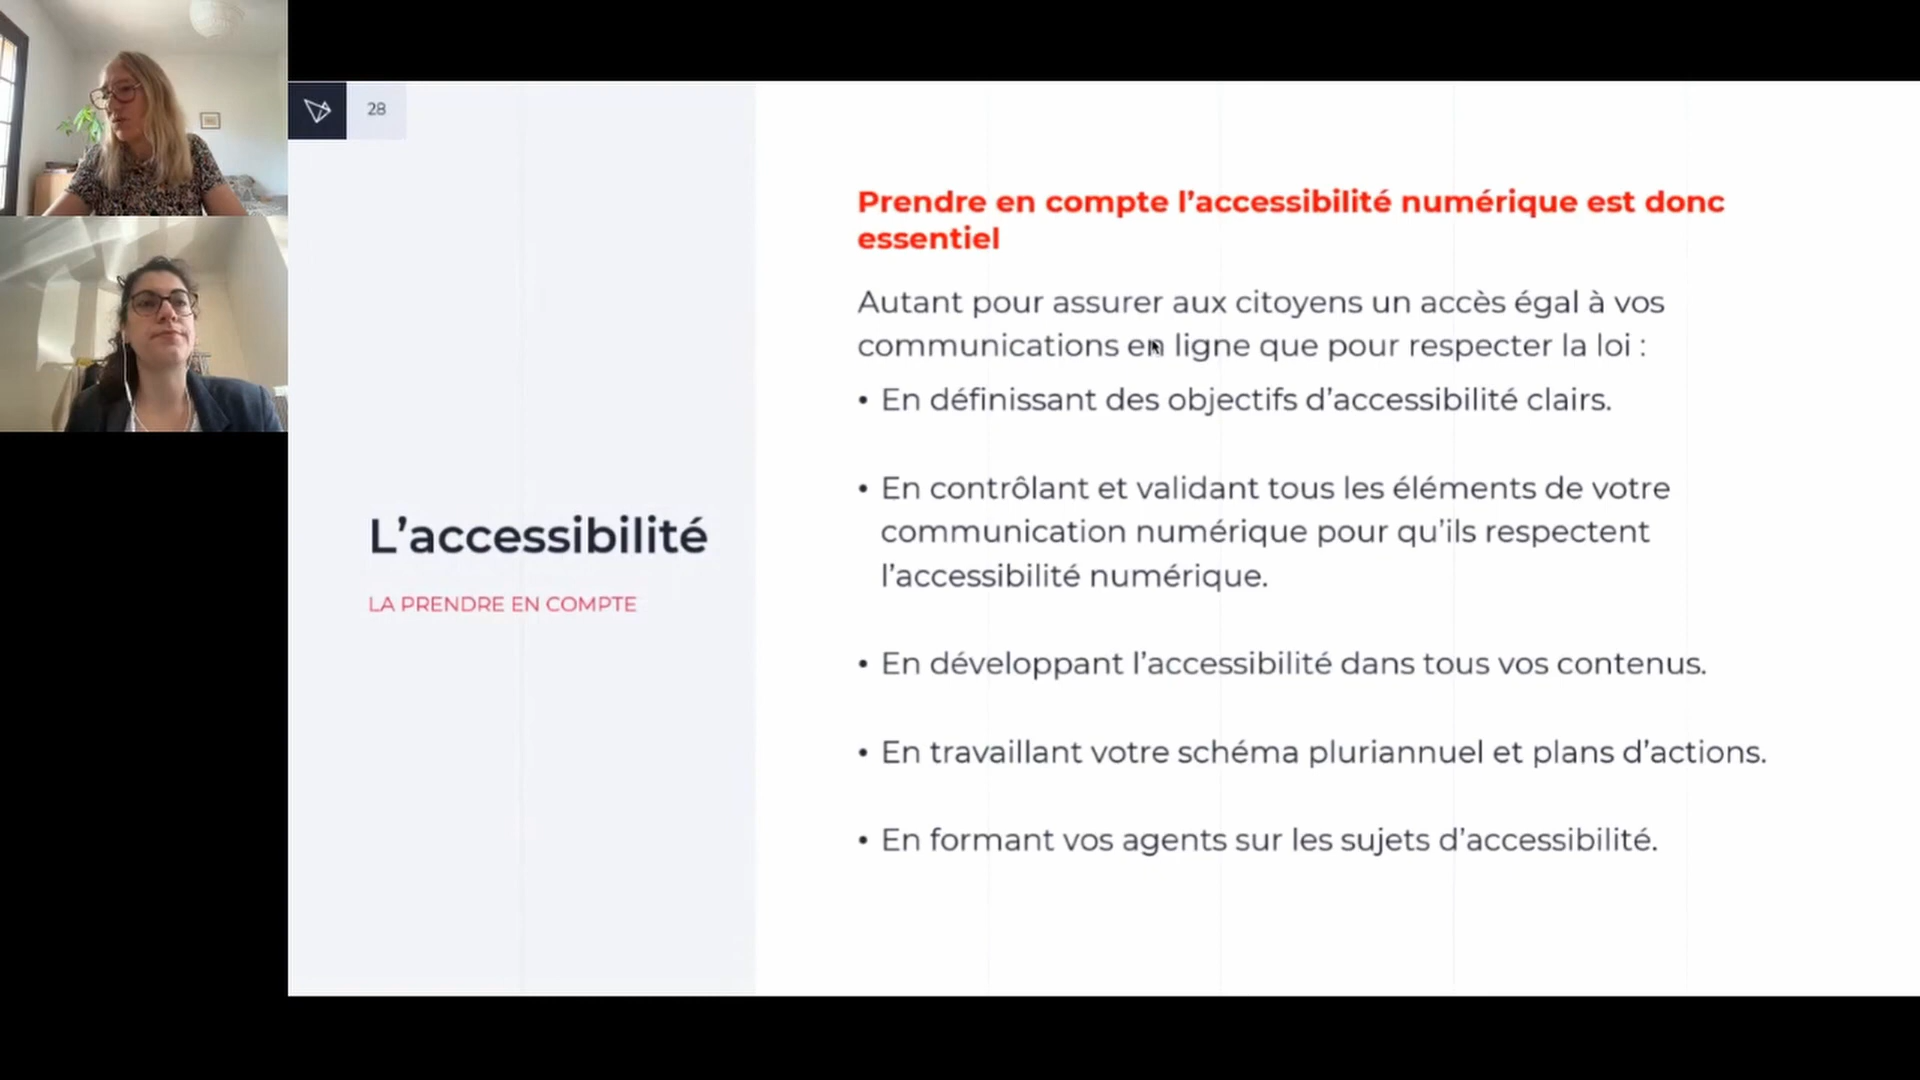 28
L’accessibilité
LA PRENDRE EN COMPTE
Prendre en compte l’accessibilité numérique est donc
essentiel
Autant pour assurer aux citoyens un accès égal à vos
communications en ligne que pour respecter la loi :
• En définissant des objectifs d’accessibilité clairs.
• En contrôlant et validant tous les éléments de votre
communication numérique pour qu’ils respectent
l’accessibilité numérique.
• En développant l’accessibilité dans tous vos contenus.
• En travaillant votre schéma pluriannuel et plans d’actions.
• En formant vos agents sur les sujets d’accessibilité.